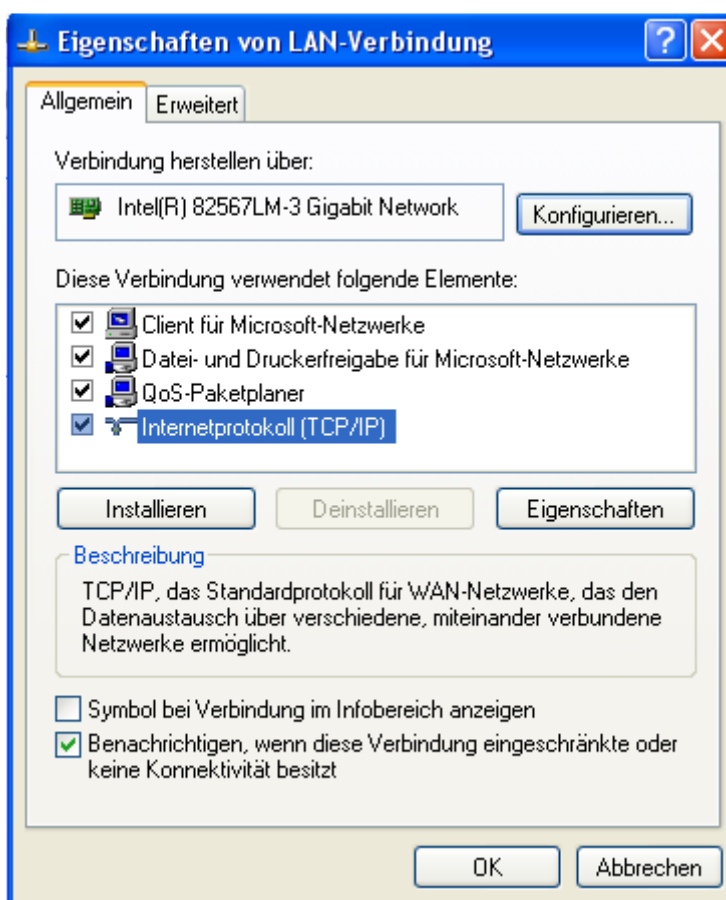 Eigenschaften von LAN-Verbindung
Allgemein
Erweitert
Verbindung herstellen über:
Intel(R) 82567LM-3 Gigabit Network
Konfigurieren...
Diese Verbindung verwendet folgende Elemente:
Client für Microsoft-Netzwerke
Datei- und Druckerfreigabe für Microsoft-Netzwerke
QoS-Paketplaner
Internetprotokoll (TCP/IP)
Installieren
Deinstallieren
Eigenschaften
Beschreibung
TCP/IP, das Standardprotokoll für WAN-Netzwerke, das den
Datenaustausch über verschiedene, miteinander verbundene
Netzwerke ermöglicht.
Symbol bei Verbindung im Infobereich anzeigen
Benachrichtigen, wenn diese Verbindung eingeschränkte oder
keine Konnektivität besitzt
OK
Abbrechen